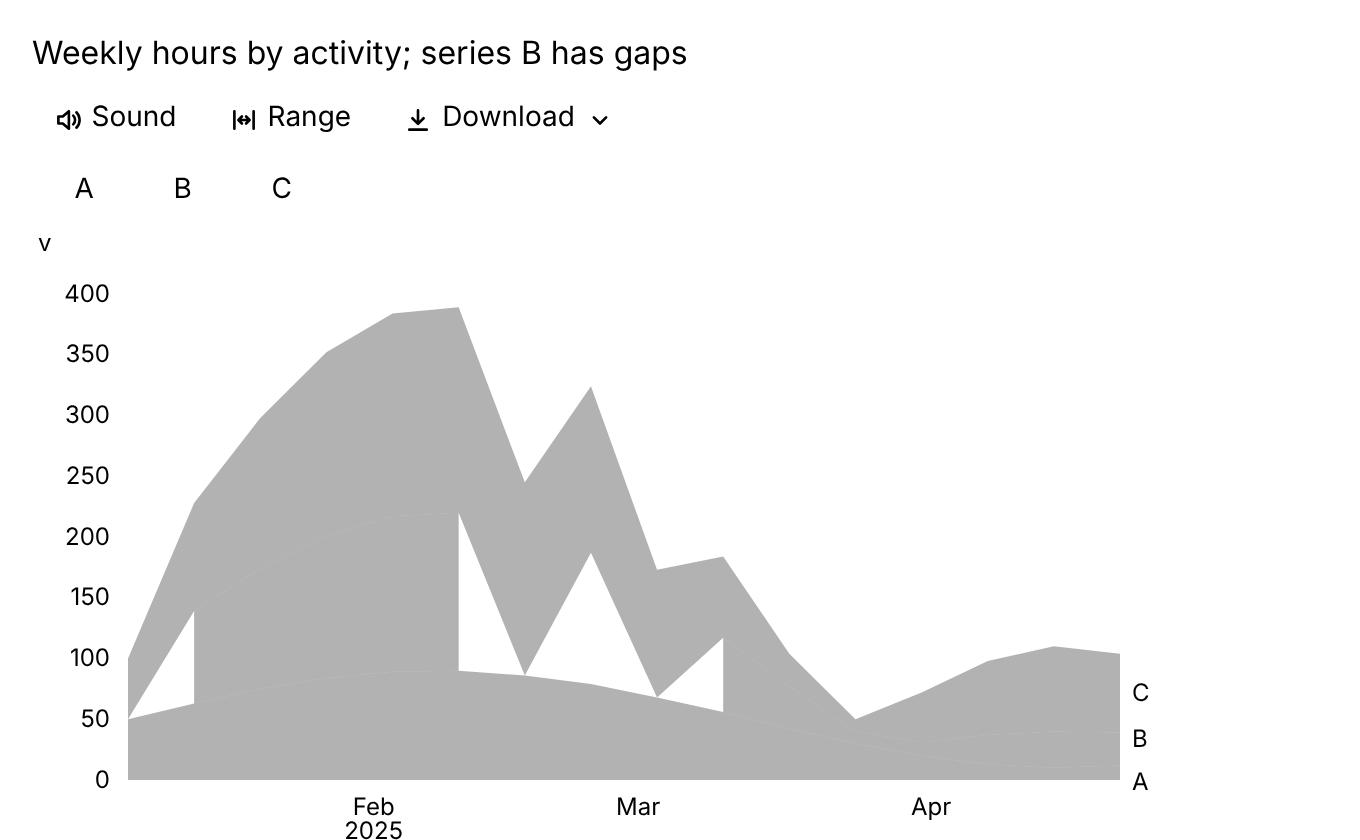 Weekly hours by activity; series B has gaps
Sound Range Download
A B C
v
400
350
300
250
200
150
100
50
0
C
B
A
Feb Mar Apr
2025